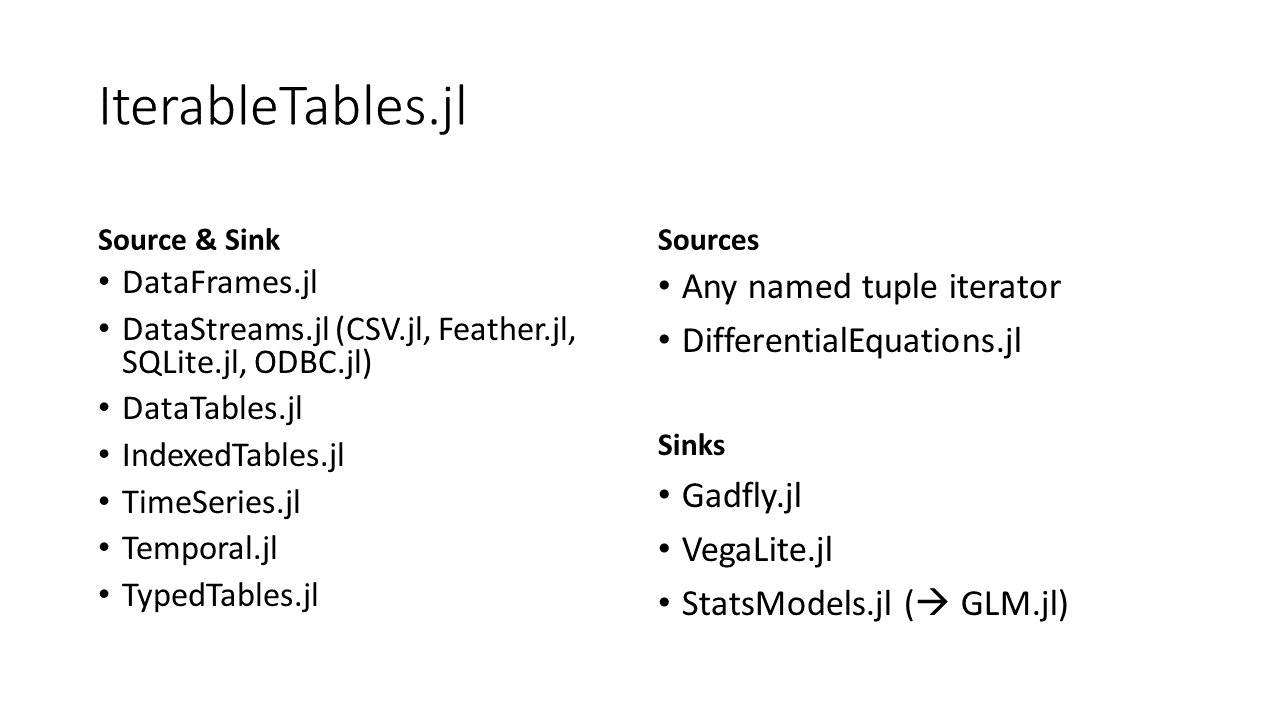 IterableTables.jl
Source & Sink
• DataFrames.jl
• DataStreams.jl (CSV.jl, Feather.jl,
SQLite.jl, ODBC.jl)
• DataTables.jl
• IndexedTables.jl
• TimeSeries.jl
• Temporal.jl
• TypedTables.jl
Sources
• Any named tuple iterator
• DifferentialEquations.jl
Sinks
• Gadfly.jl
• VegaLite.jl
• StatsModels.jl (→ GLM.jl)